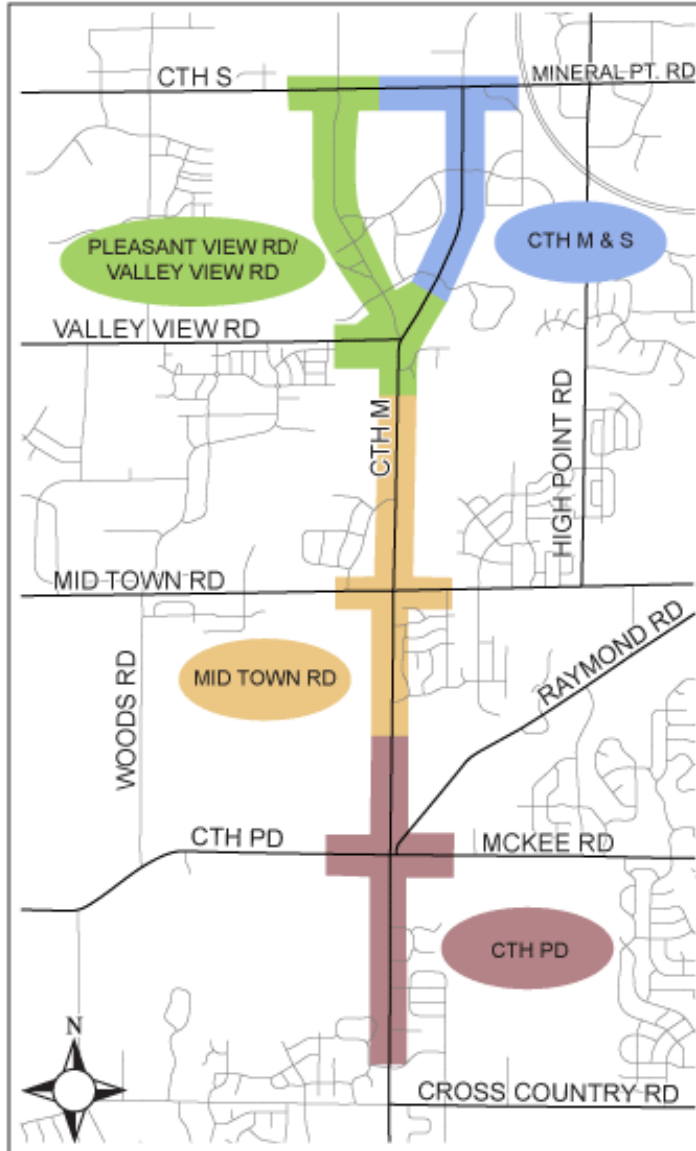 CTH S
MINERAL PT. RD
PLEASANT VIEW RD/
VALLEY VIEW RD
CTH M & S
VALLEY VIEW RD
CTH M
HIGH POINT RD
MID TOWN RD
RAYMOND RD
MID TOWN RD
WOODS RD
CTH PD
MCKEE RD
CTH PD
N
CROSS COUNTRY RD